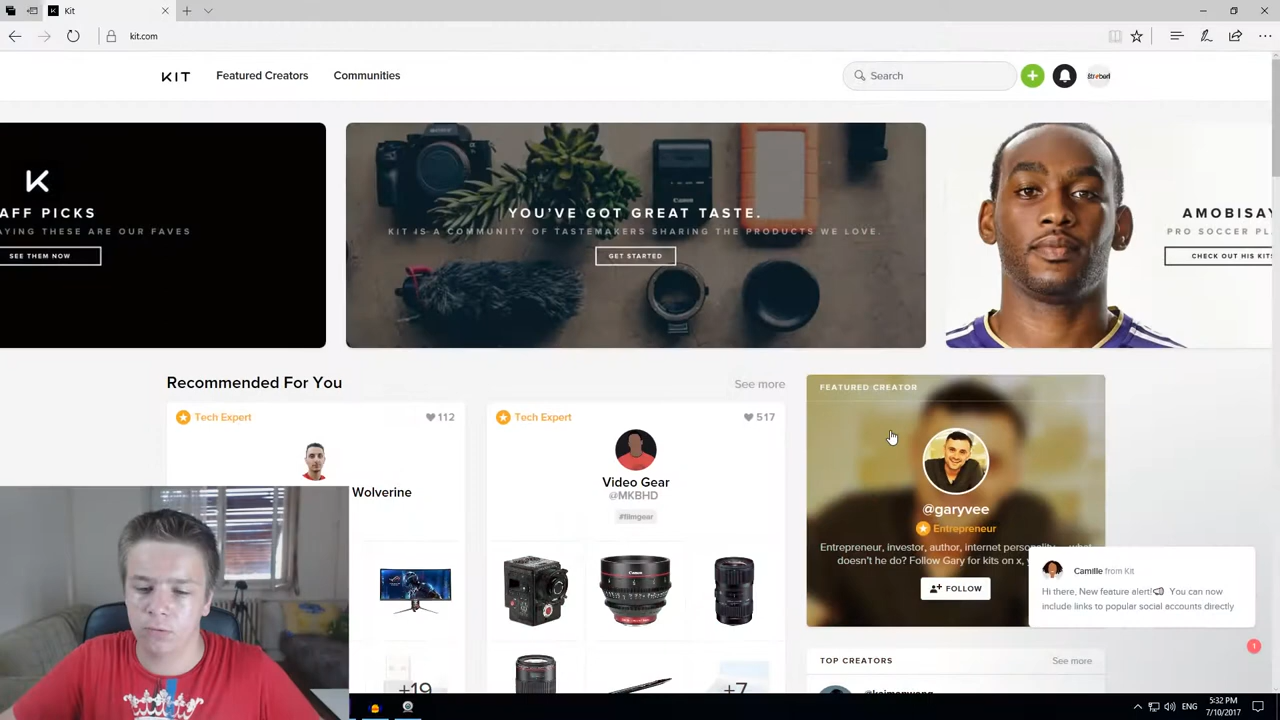 Kit
kit.com
KIT
Featured Creators
Communities
Search
AFF PICKS
AYING THESE ARE OUR FAVES
SEE THEM NOW
Canon
YOU'VE GOT GREAT TASTE.
KIT IS A COMMUNITY OF TASTEMAKERS SHARING THE PRODUCTS WE LOVE.
GET STARTED
AMOBISAY
PRO SOCCER PL
CHECK OUT HIS KITS
Recommended For You
See more
Tech Expert
112
Wolverine
+19
Tech Expert
517
Video Gear
@MKBHD
#filmgear
+7
FEATURED CREATOR
@garyvee
Entrepreneur
Entrepreneur, investor, author, internet personality
doesn't he do? Follow Gary for kits on x,
FOLLOW
Camille from Kit
Hi there, New feature alert! You can now
include links to popular social accounts directly
1
TOP CREATORS
See more
ENG
5:32 PM
7/10/2017